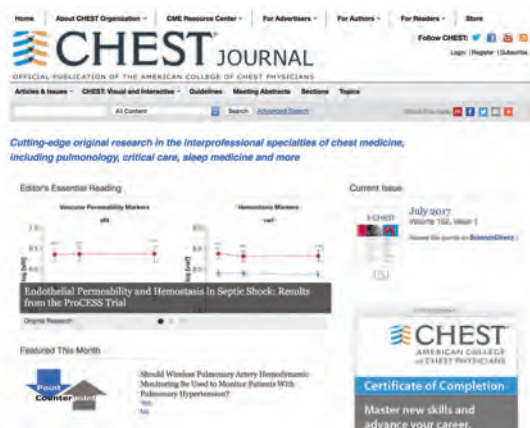 Home About CHEST Organization CME Resource Center For Advertisers For Authors For Readers Store
Follow CHEST:
CHEST JOURNAL
Login | Register | Subscribe
OFFICIAL PUBLICATION OF THE AMERICAN COLLEGE OF CHEST PHYSICIANS
Articles & Issues CHEST: Visual and Interactive Guidelines Meeting Abstracts Sections Topics
All Content Search Advanced Search
Cutting-edge original research in the interprofessional specialties of chest medicine,
including pulmonology, critical care, sleep medicine and more
Editor's Essential Reading
Vascular Permeability Markers
Hemostasis Markers
Endothelial Permeability and Hemostasis in Septic Shock: Results
from the ProCESS Trial
Original Research
Current Issue
CHEST
July 2017
Volume 152, Issue 1
ScienceDirect
Featured This Month
Point
Counterpoint
Should Wireless Pulmonary Artery Hemodynamic
Monitoring Be Used to Monitor Patients With
Pulmonary Hypertension?
Yes
No
CHEST
AMERICAN COLLEGE
of CHEST PHYSICIANS
Certificate of Completion
Master new skills and
advance your career.